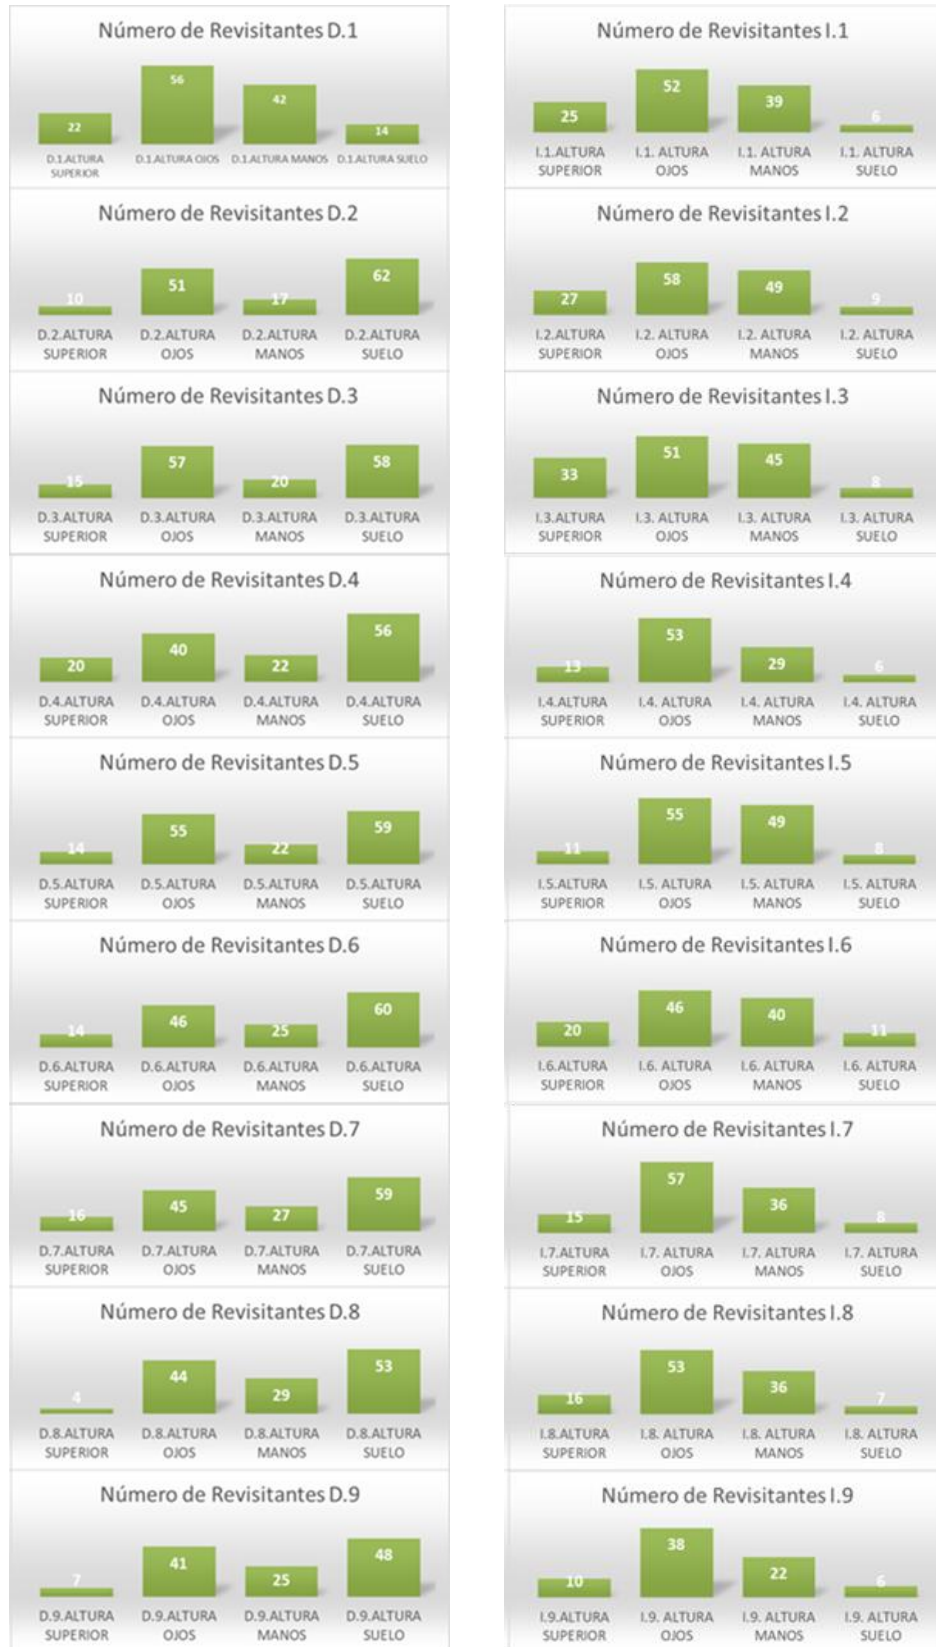 Número de Revisitantes D.1
56
42
22
14
D.1.ALTURA SUPERIOR
D.1.ALTURA OJOS
D.1.ALTURA MANOS
D.1.ALTURA SUELO
Número de Revisitantes I.1
52
39
25
6
I.1.ALTURA SUPERIOR
I.1. ALTURA OJOS
I.1. ALTURA MANOS
I.1. ALTURA SUELO
Número de Revisitantes D.2
10
51
17
62
D.2.ALTURA SUPERIOR
D.2.ALTURA OJOS
D.2.ALTURA MANOS
D.2.ALTURA SUELO
Número de Revisitantes I.2
27
58
49
9
I.2.ALTURA SUPERIOR
I.2. ALTURA OJOS
I.2. ALTURA MANOS
I.2. ALTURA SUELO
Número de Revisitantes D.3
15
57
20
58
D.3.ALTURA SUPERIOR
D.3.ALTURA OJOS
D.3.ALTURA MANOS
D.3.ALTURA SUELO
Número de Revisitantes I.3
33
51
45
8
I.3.ALTURA SUPERIOR
I.3. ALTURA OJOS
I.3. ALTURA MANOS
I.3. ALTURA SUELO
Número de Revisitantes D.4
20
40
22
56
D.4.ALTURA SUPERIOR
D.4.ALTURA OJOS
D.4.ALTURA MANOS
D.4.ALTURA SUELO
Número de Revisitantes I.4
13
53
29
6
I.4.ALTURA SUPERIOR
I.4. ALTURA OJOS
I.4. ALTURA MANOS
I.4. ALTURA SUELO
Número de Revisitantes D.5
14
55
22
59
D.5.ALTURA SUPERIOR
D.5.ALTURA OJOS
D.5.ALTURA MANOS
D.5.ALTURA SUELO
Número de Revisitantes I.5
11
55
49
8
I.5.ALTURA SUPERIOR
I.5. ALTURA OJOS
I.5. ALTURA MANOS
I.5. ALTURA SUELO
Número de Revisitantes D.6
14
46
25
60
D.6.ALTURA SUPERIOR
D.6.ALTURA OJOS
D.6.ALTURA MANOS
D.6.ALTURA SUELO
Número de Revisitantes I.6
20
46
40
11
I.6.ALTURA SUPERIOR
I.6. ALTURA OJOS
I.6. ALTURA MANOS
I.6. ALTURA SUELO
Número de Revisitantes D.7
16
45
27
59
D.7.ALTURA SUPERIOR
D.7.ALTURA OJOS
D.7.ALTURA MANOS
D.7.ALTURA SUELO
Número de Revisitantes I.7
15
57
36
8
I.7.ALTURA SUPERIOR
I.7. ALTURA OJOS
I.7. ALTURA MANOS
I.7. ALTURA SUELO
Número de Revisitantes D.8
4
44
29
53
D.8.ALTURA SUPERIOR
D.8.ALTURA OJOS
D.8.ALTURA MANOS
D.8.ALTURA SUELO
Número de Revisitantes I.8
16
53
36
7
I.8.ALTURA SUPERIOR
I.8. ALTURA OJOS
I.8. ALTURA MANOS
I.8. ALTURA SUELO
Número de Revisitantes D.9
7
41
25
48
D.9.ALTURA SUPERIOR
D.9.ALTURA OJOS
D.9.ALTURA MANOS
D.9.ALTURA SUELO
Número de Revisitantes I.9
10
38
22
6
I.9.ALTURA SUPERIOR
I.9. ALTURA OJOS
I.9. ALTURA MANOS
I.9. ALTURA SUELO